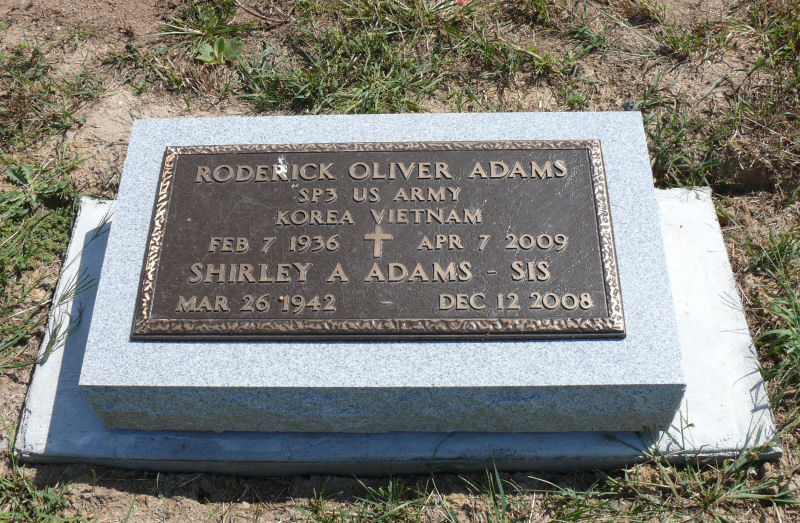 RODERICK OLIVER ADAMS
SP3 US ARMY
KOREA VIETNAM
FEB 7 1936 APR 7 2009
SHIRLEY A ADAMS - SIS
MAR 26 1942 DEC 12 2008